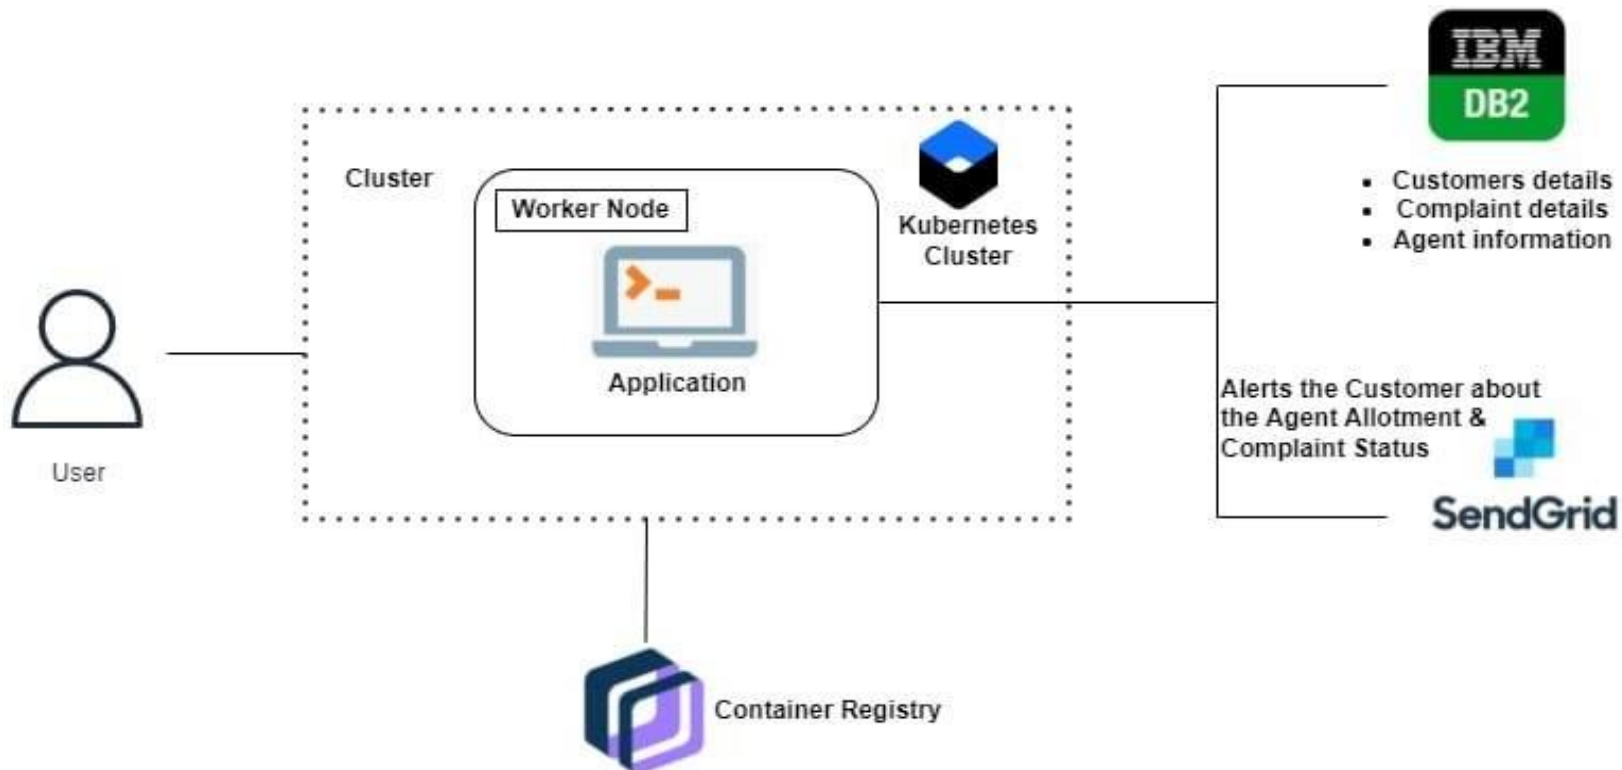 IBM
DB2
Cluster
Worker Node
Kubernetes
Cluster
Application
• Customers details
• Complaint details
• Agent information
User
Alerts the Customer about
the Agent Allotment &
Complaint Status
SendGrid
Container Registry